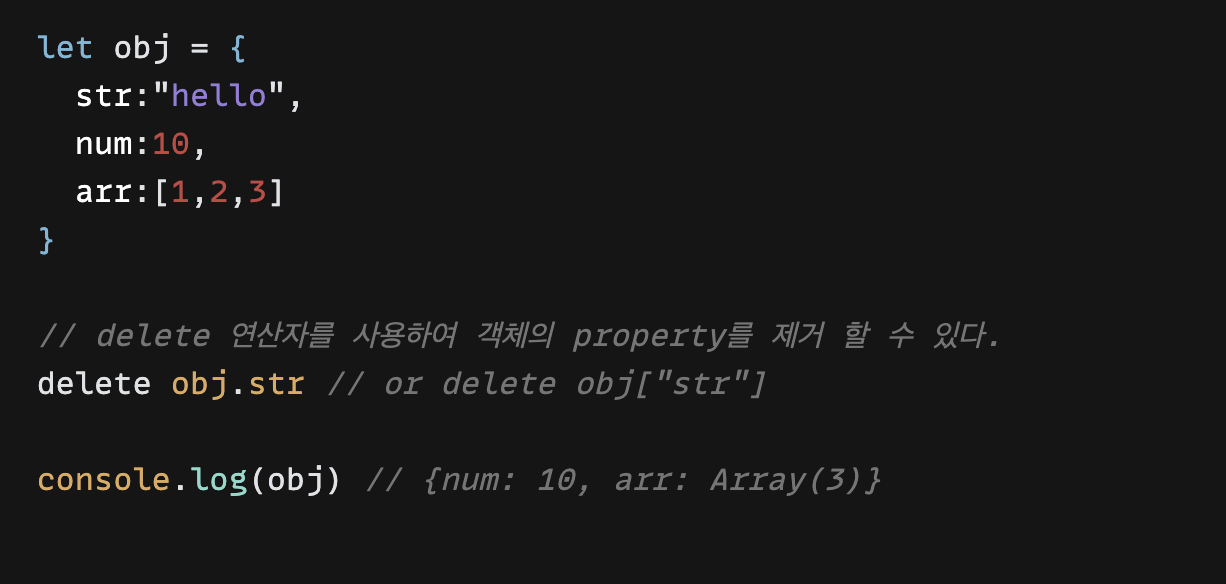 let obj = {
  str:"hello",
  num:10,
  arr:[1,2,3]
}
// delete 연산자를 사용하여 객체의 property를 제거 할 수 있다.
delete obj.str // or delete obj["str"]
console.log(obj) // {num: 10, arr: Array(3)}